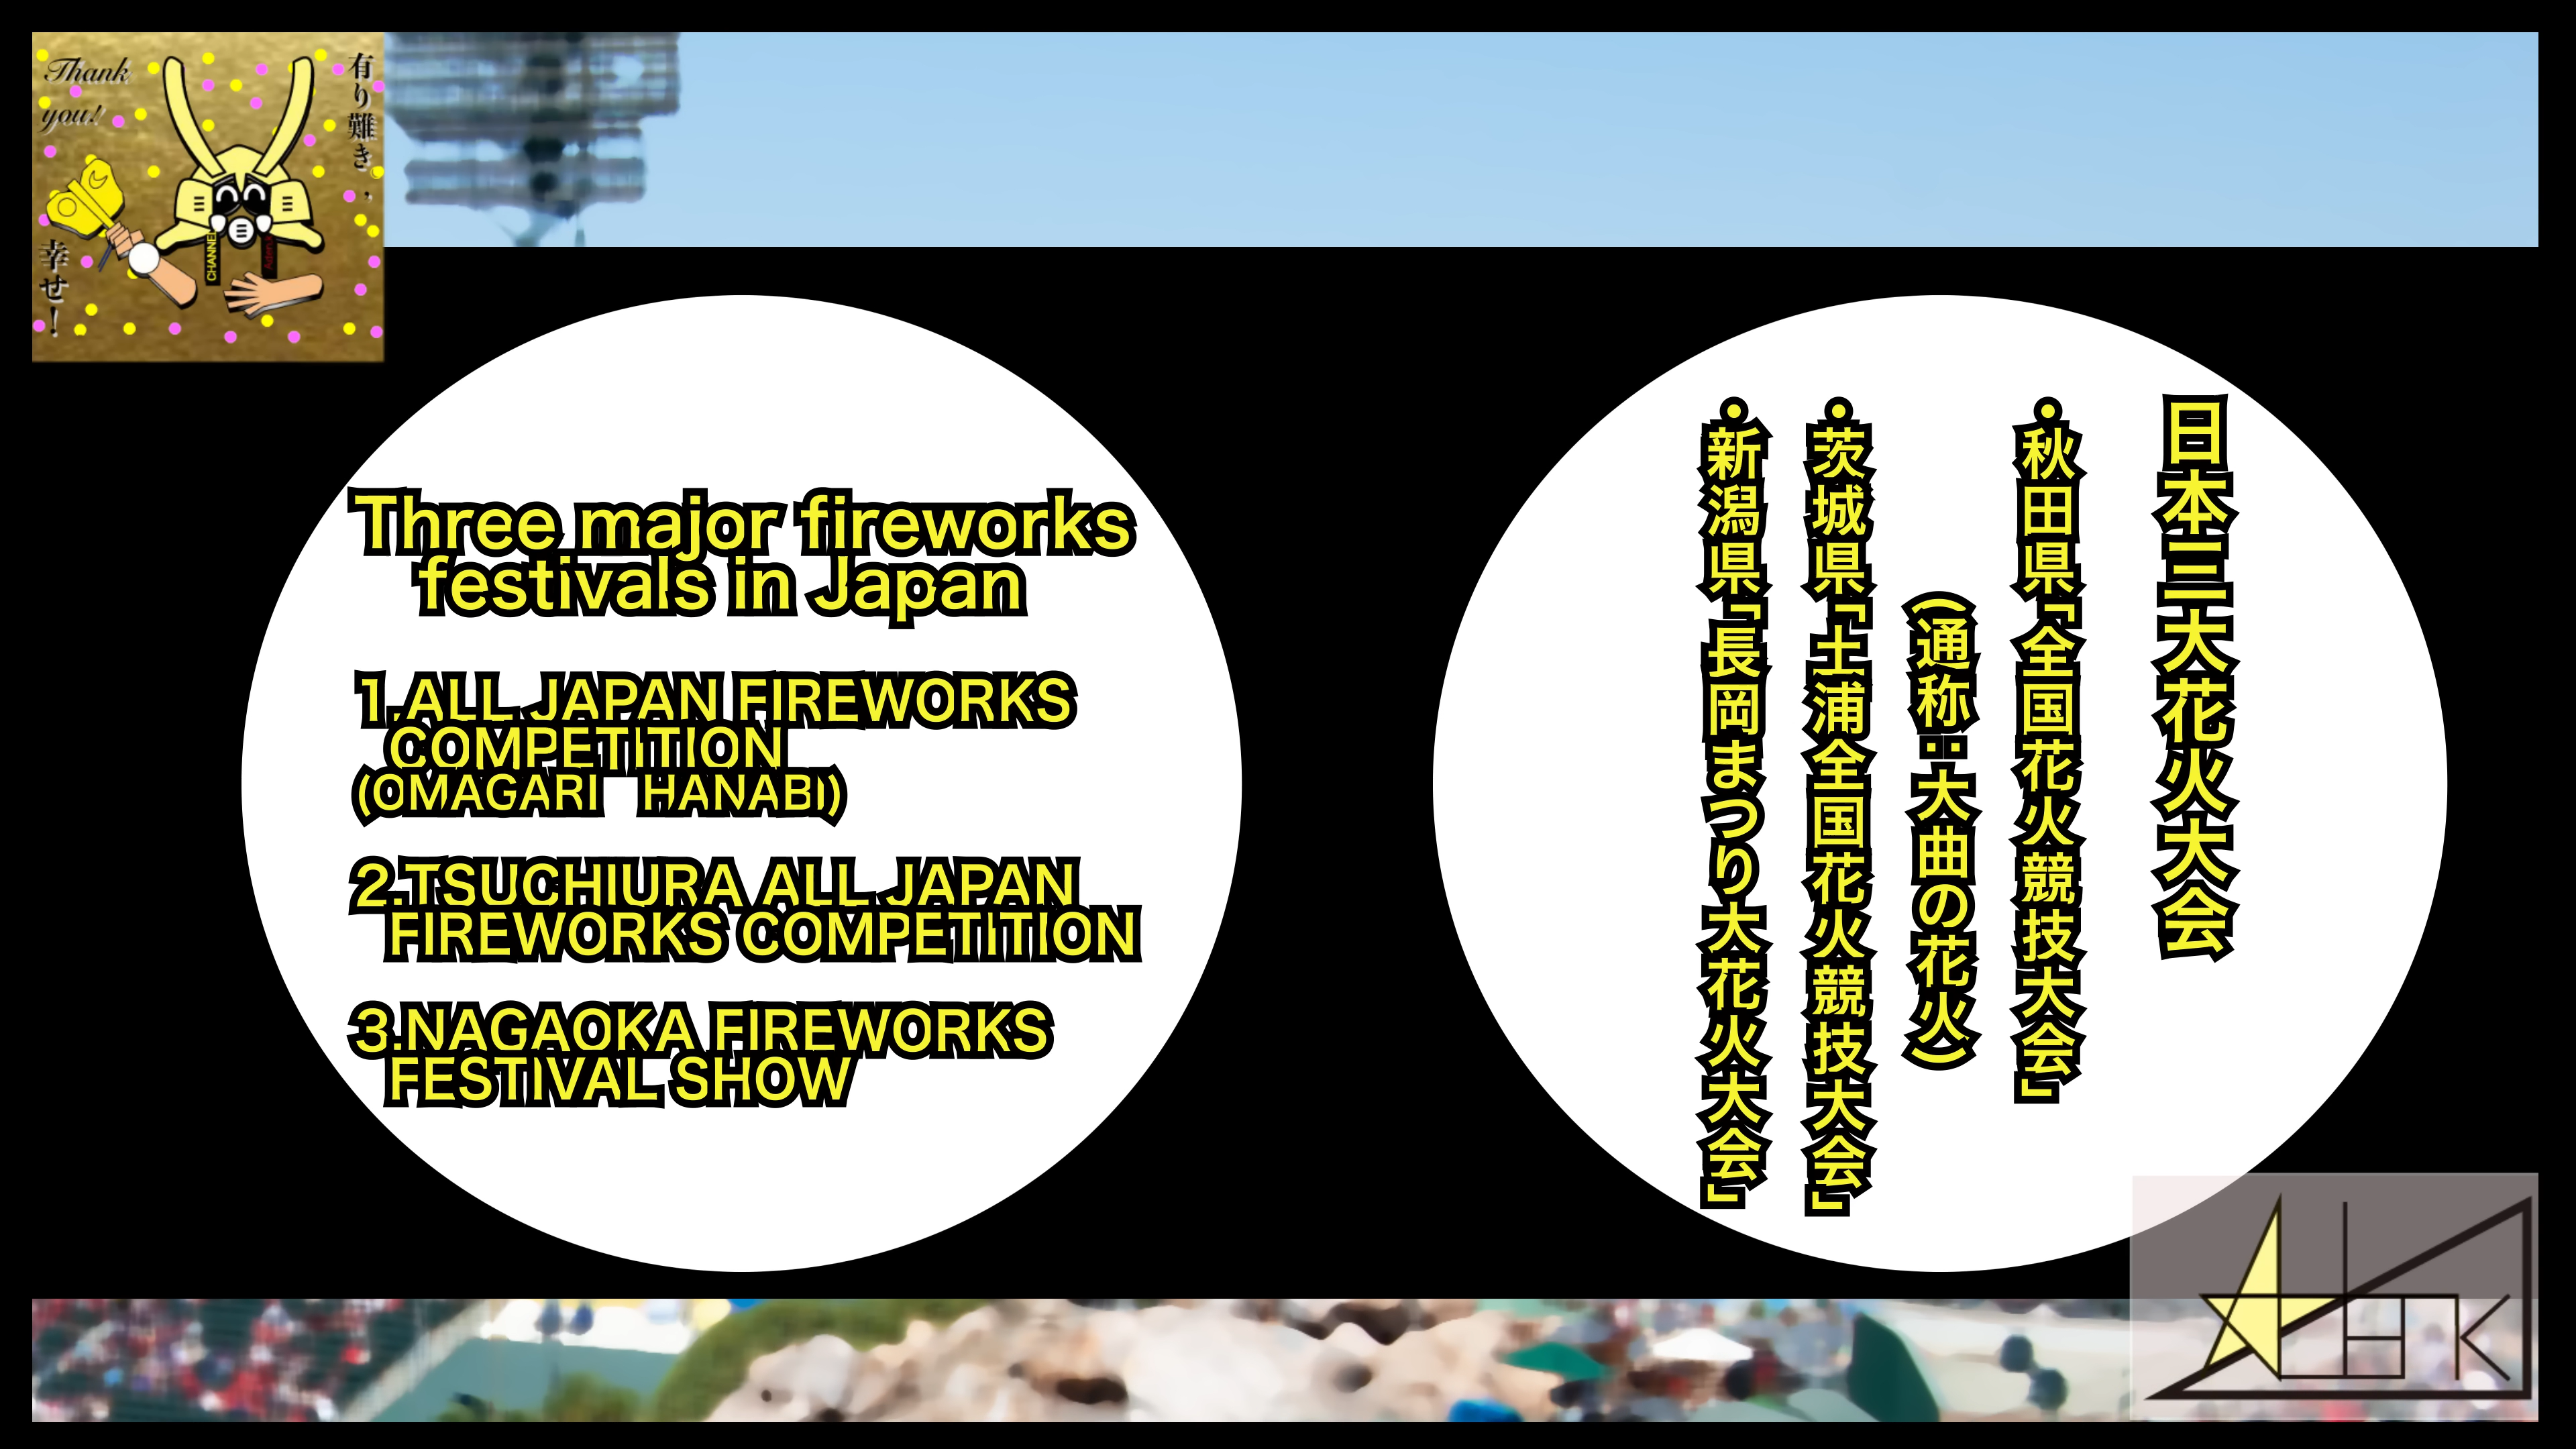 Thank
you!
有り難き、
幸せ!
CHANNEL
Three major fireworks
festivals in Japan
1.ALL JAPAN FIREWORKS
COMPETITION
(OMAGARI HANABI)
2.TSUCHIURA ALL JAPAN
FIREWORKS COMPETITION
3.NAGAOKA FIREWORKS
FESTIVAL SHOW
日本三大花火大会
•秋田県「全国花火競技大会」
(通称:大曲の花火)
•茨城県「土浦全国花火競技大会」
•新潟県「長岡まつり大花火大会」